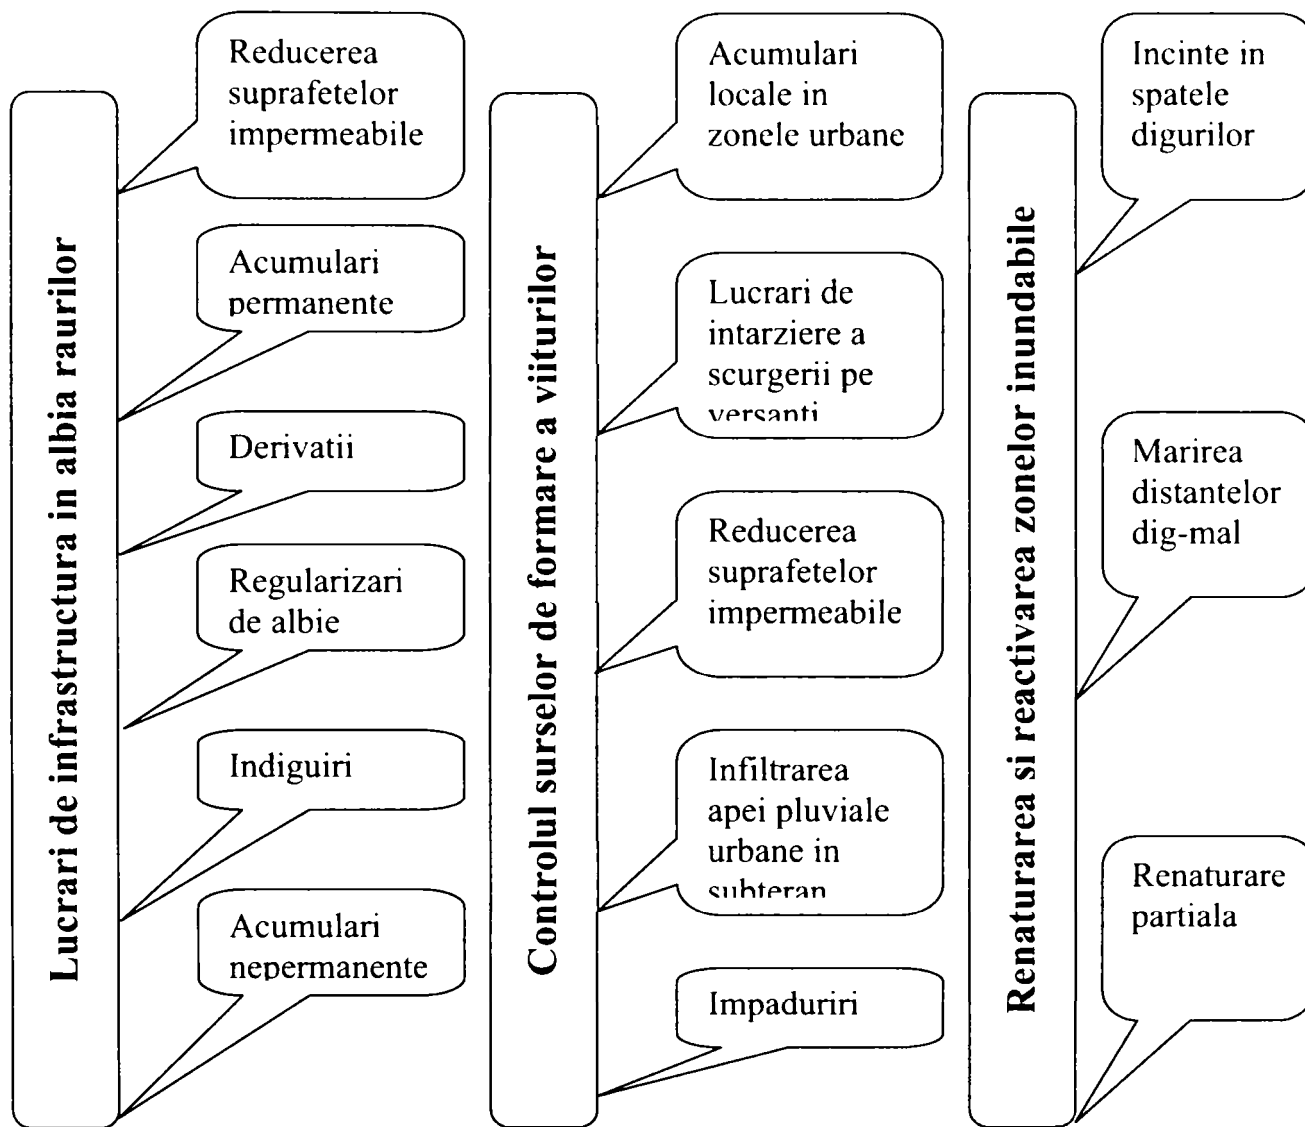 Lucrari de infrastructura in albia raurilor
Reducerea
suprafetelor
impermeabile
Acumulari
permanente
Derivatii
Regularizari
de albie
Indiguiri
Acumulari
nepermanente
Controlul surselor de formare a viiturilor
Acumulari
locale in
zonele urbane
Lucrari de
intarziere a
scurgerii pe
versanti
Reducerea
suprafetelor
impermeabile
Infiltrarea
apei pluviale
urbane in
subteran
Impaduriri
Renaturarea si reactivarea zonelor inundabile
Incinte in
spatele
digurilor
Marirea
distantelor
dig-mal
Renaturare
partiala